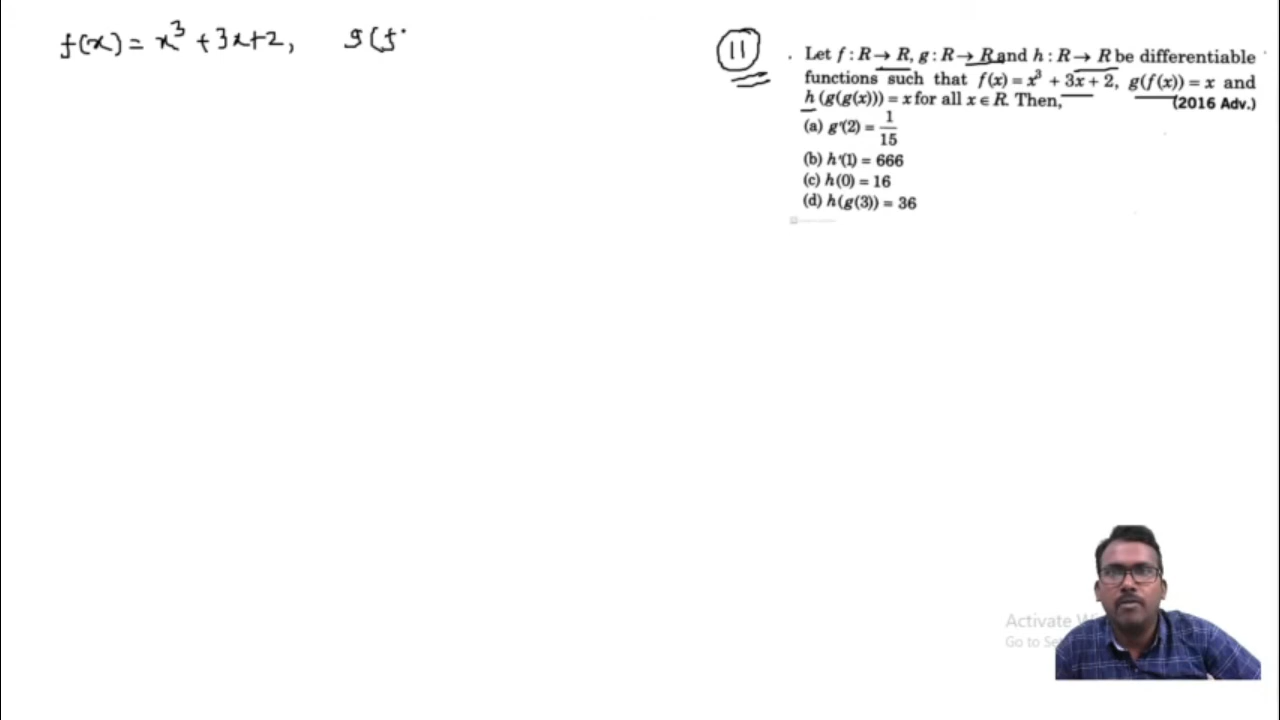 f(x) = x³ + 3x + 2, g(f
11
. Let f : R → R, g : R → R and h : R → R be differentiable
functions such that f(x) = x³ + 3x + 2, g(f(x)) = x and
h (g(g(x))) = x for all x ∈ R. Then,
(2016 Adv.)
(a) g'(2) = 1/15
(b) h'(1) = 666
(c) h(0) = 16
(d) h(g(3)) = 36
Activate W
Go to Se